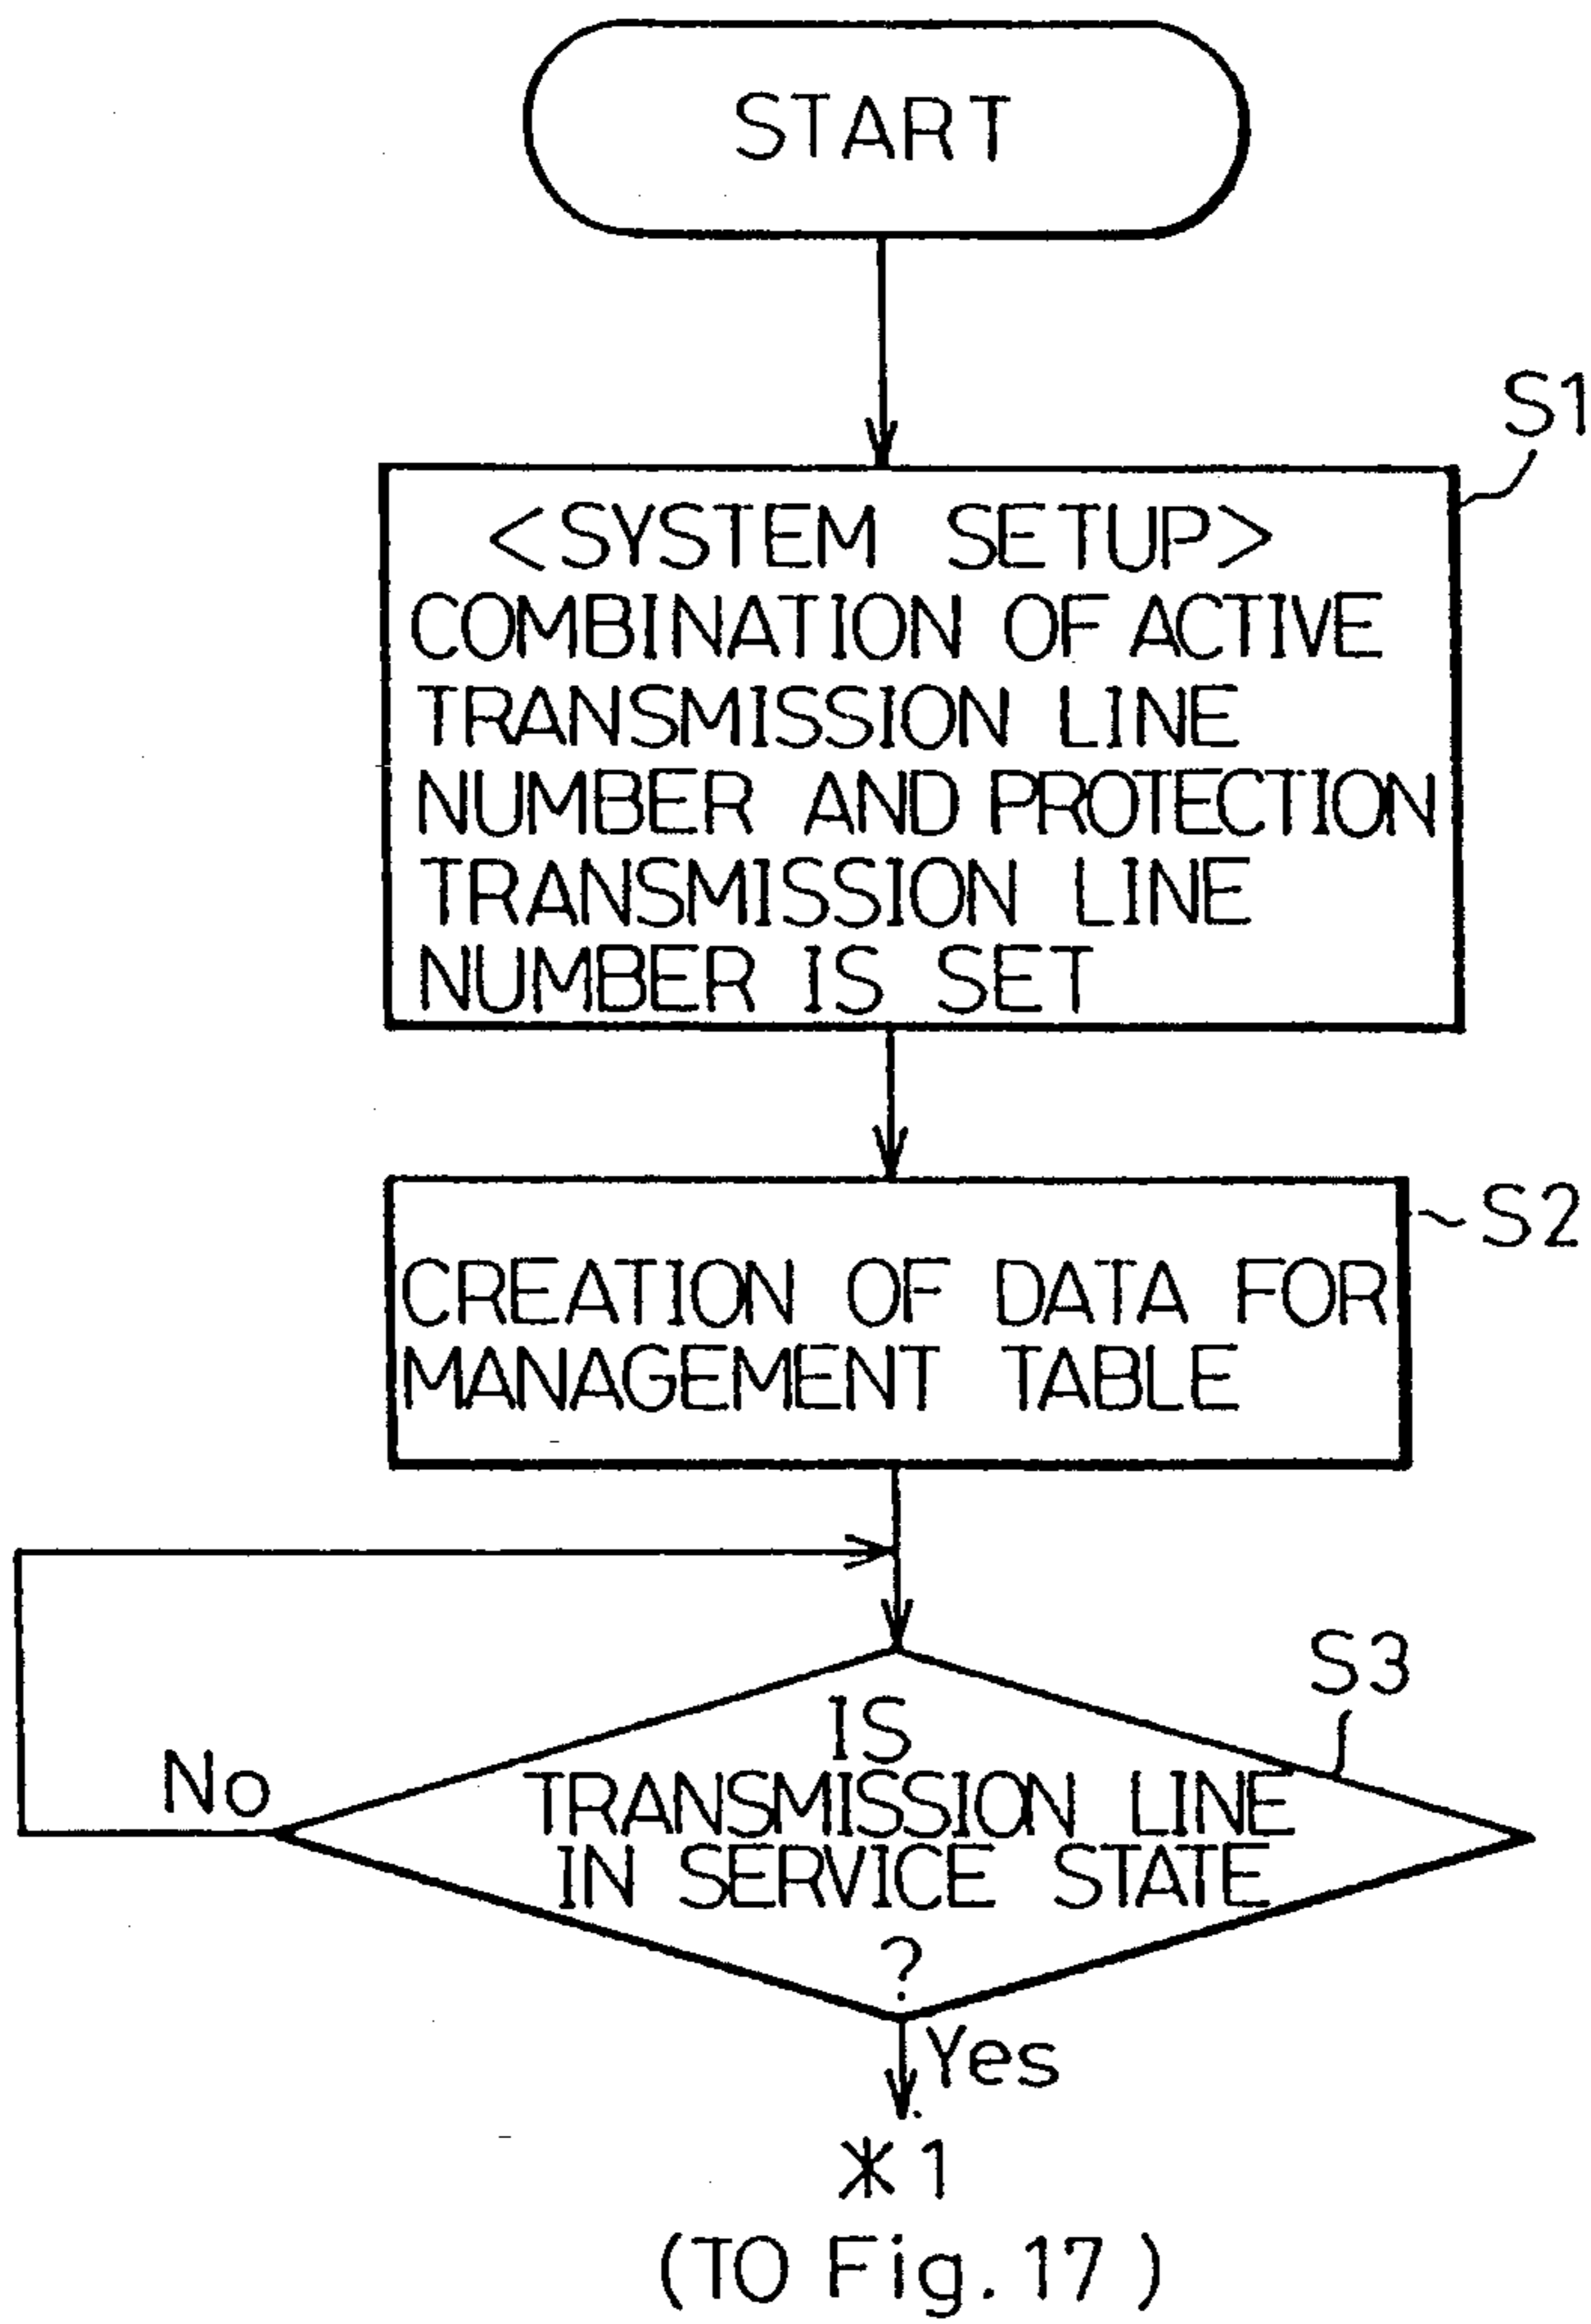 START
S1
<SYSTEM SETUP>
COMBINATION OF ACTIVE
TRANSMISSION LINE
NUMBER AND PROTECTION
TRANSMISSION LINE
NUMBER IS SET
S2
CREATION OF DATA FOR
MANAGEMENT TABLE
S3
No
IS
TRANSMISSION LINE
IN SERVICE STATE
?
Yes
*1
(TO Fig. 17)